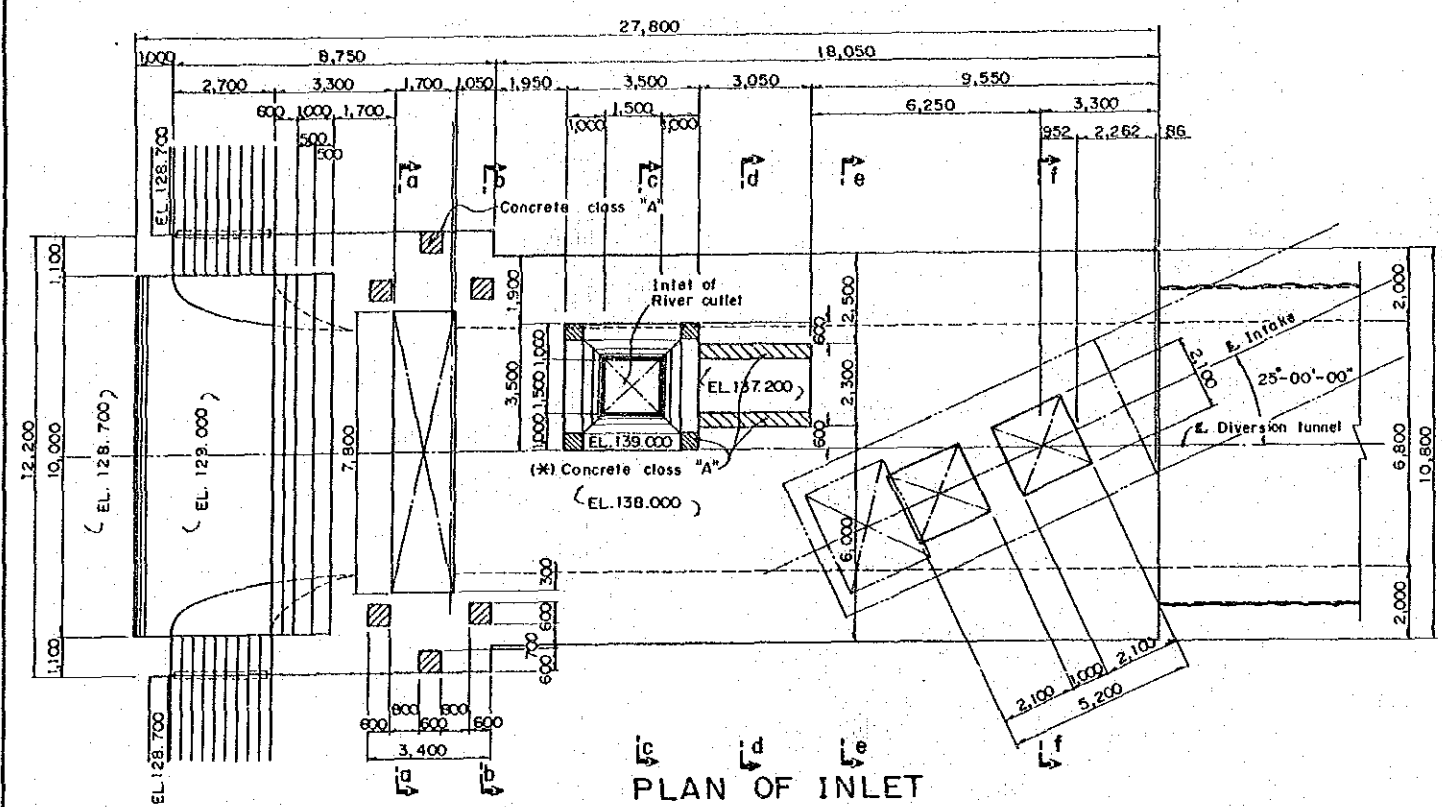 27,800
1,000
8,750
18,050
2,700
3,300
1,700
1,050
1,950
3,500
3,050
9,550
600
1,000
1,700
1,500
6,250
3,300
500
500
1,000
1,000
952
2,262
86
EL.128.700
a
b
c
d
e
f
Concrete class "A"
1,100
1,900
Inlet of
River outlet
2,500
2,000
600
1,000
3,500
1,500
1,000
(EL.137.200)
2,300
600
℄ Intake
2,100
25°-00'-00"
℄ Diversion tunnel
12,200
10,000
(EL.128.700)
(EL.129.000)
7,800
EL.139.000
(*) Concrete class "A"
(EL.138.000)
6,800
10,800
6,000
300
600
700
600
2,000
1,100
2,100
1,000
2,100
5,200
600
800
600
800
600
3,400
EL.128.700
a
b
c
d
e
f
PLAN OF INLET